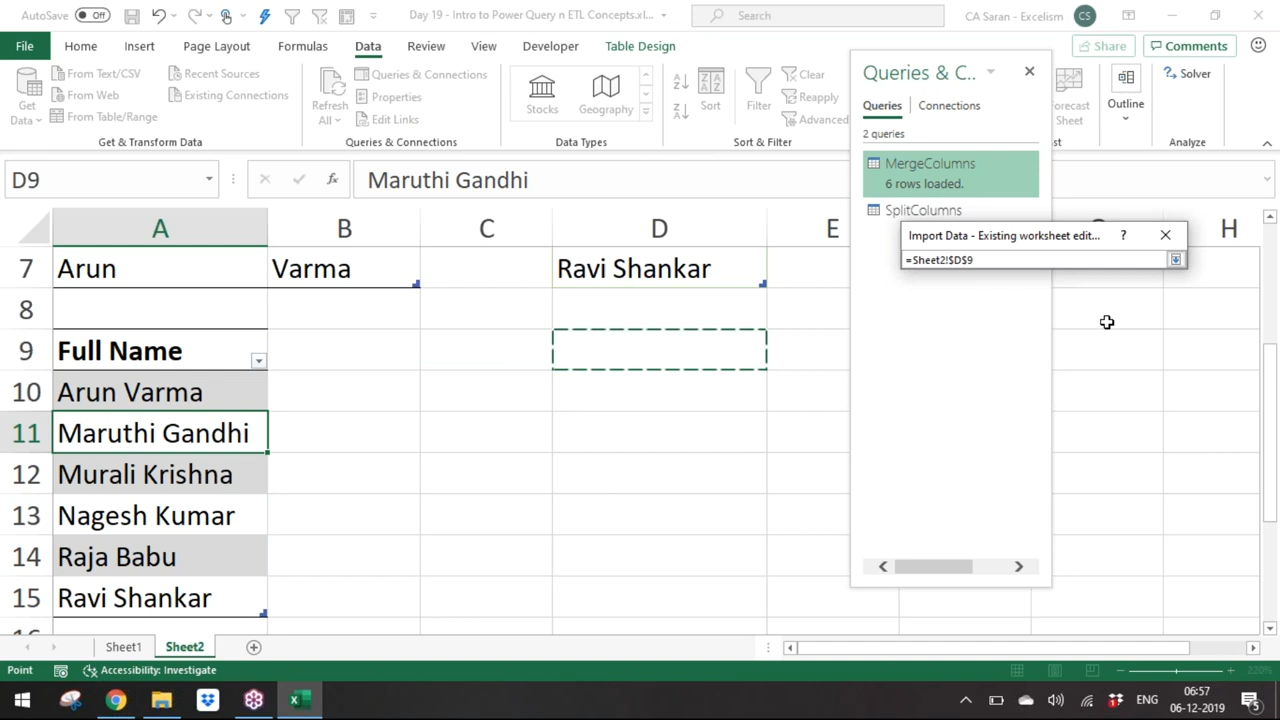 AutoSave Off
Day 19 - Intro to Power Query n ETL Concepts.xl...
Search
CA Saran - Excelism
CS
File
Home
Insert
Page Layout
Formulas
Data
Review
View
Developer
Table Design
Share
Comments
Get
Data
From Text/CSV
From Web
From Table/Range
Recent Sources
Existing Connections
Get & Transform Data
Refresh
All
Queries & Connections
Properties
Edit Links
Queries & Connections
Stocks
Geography
Data Types
Sort
Filter
Clear
Reapply
Advanced
Sort & Filter
Forecast
Sheet
Outline
Solver
Analyze
D9
fx
Maruthi Gandhi
Queries & C..
Queries
Connections
2 queries
MergeColumns
6 rows loaded.
SplitColumns
Import Data - Existing worksheet edit...
?
=Sheet2!$D$9
A B C D E H
7 Arun Varma Ravi Shankar
8
9 Full Name
10 Arun Varma
11 Maruthi Gandhi
12 Murali Krishna
13 Nagesh Kumar
14 Raja Babu
15 Ravi Shankar
16
Sheet1
Sheet2
Point
Accessibility: Investigate
220%
ENG
06:57
06-12-2019
5